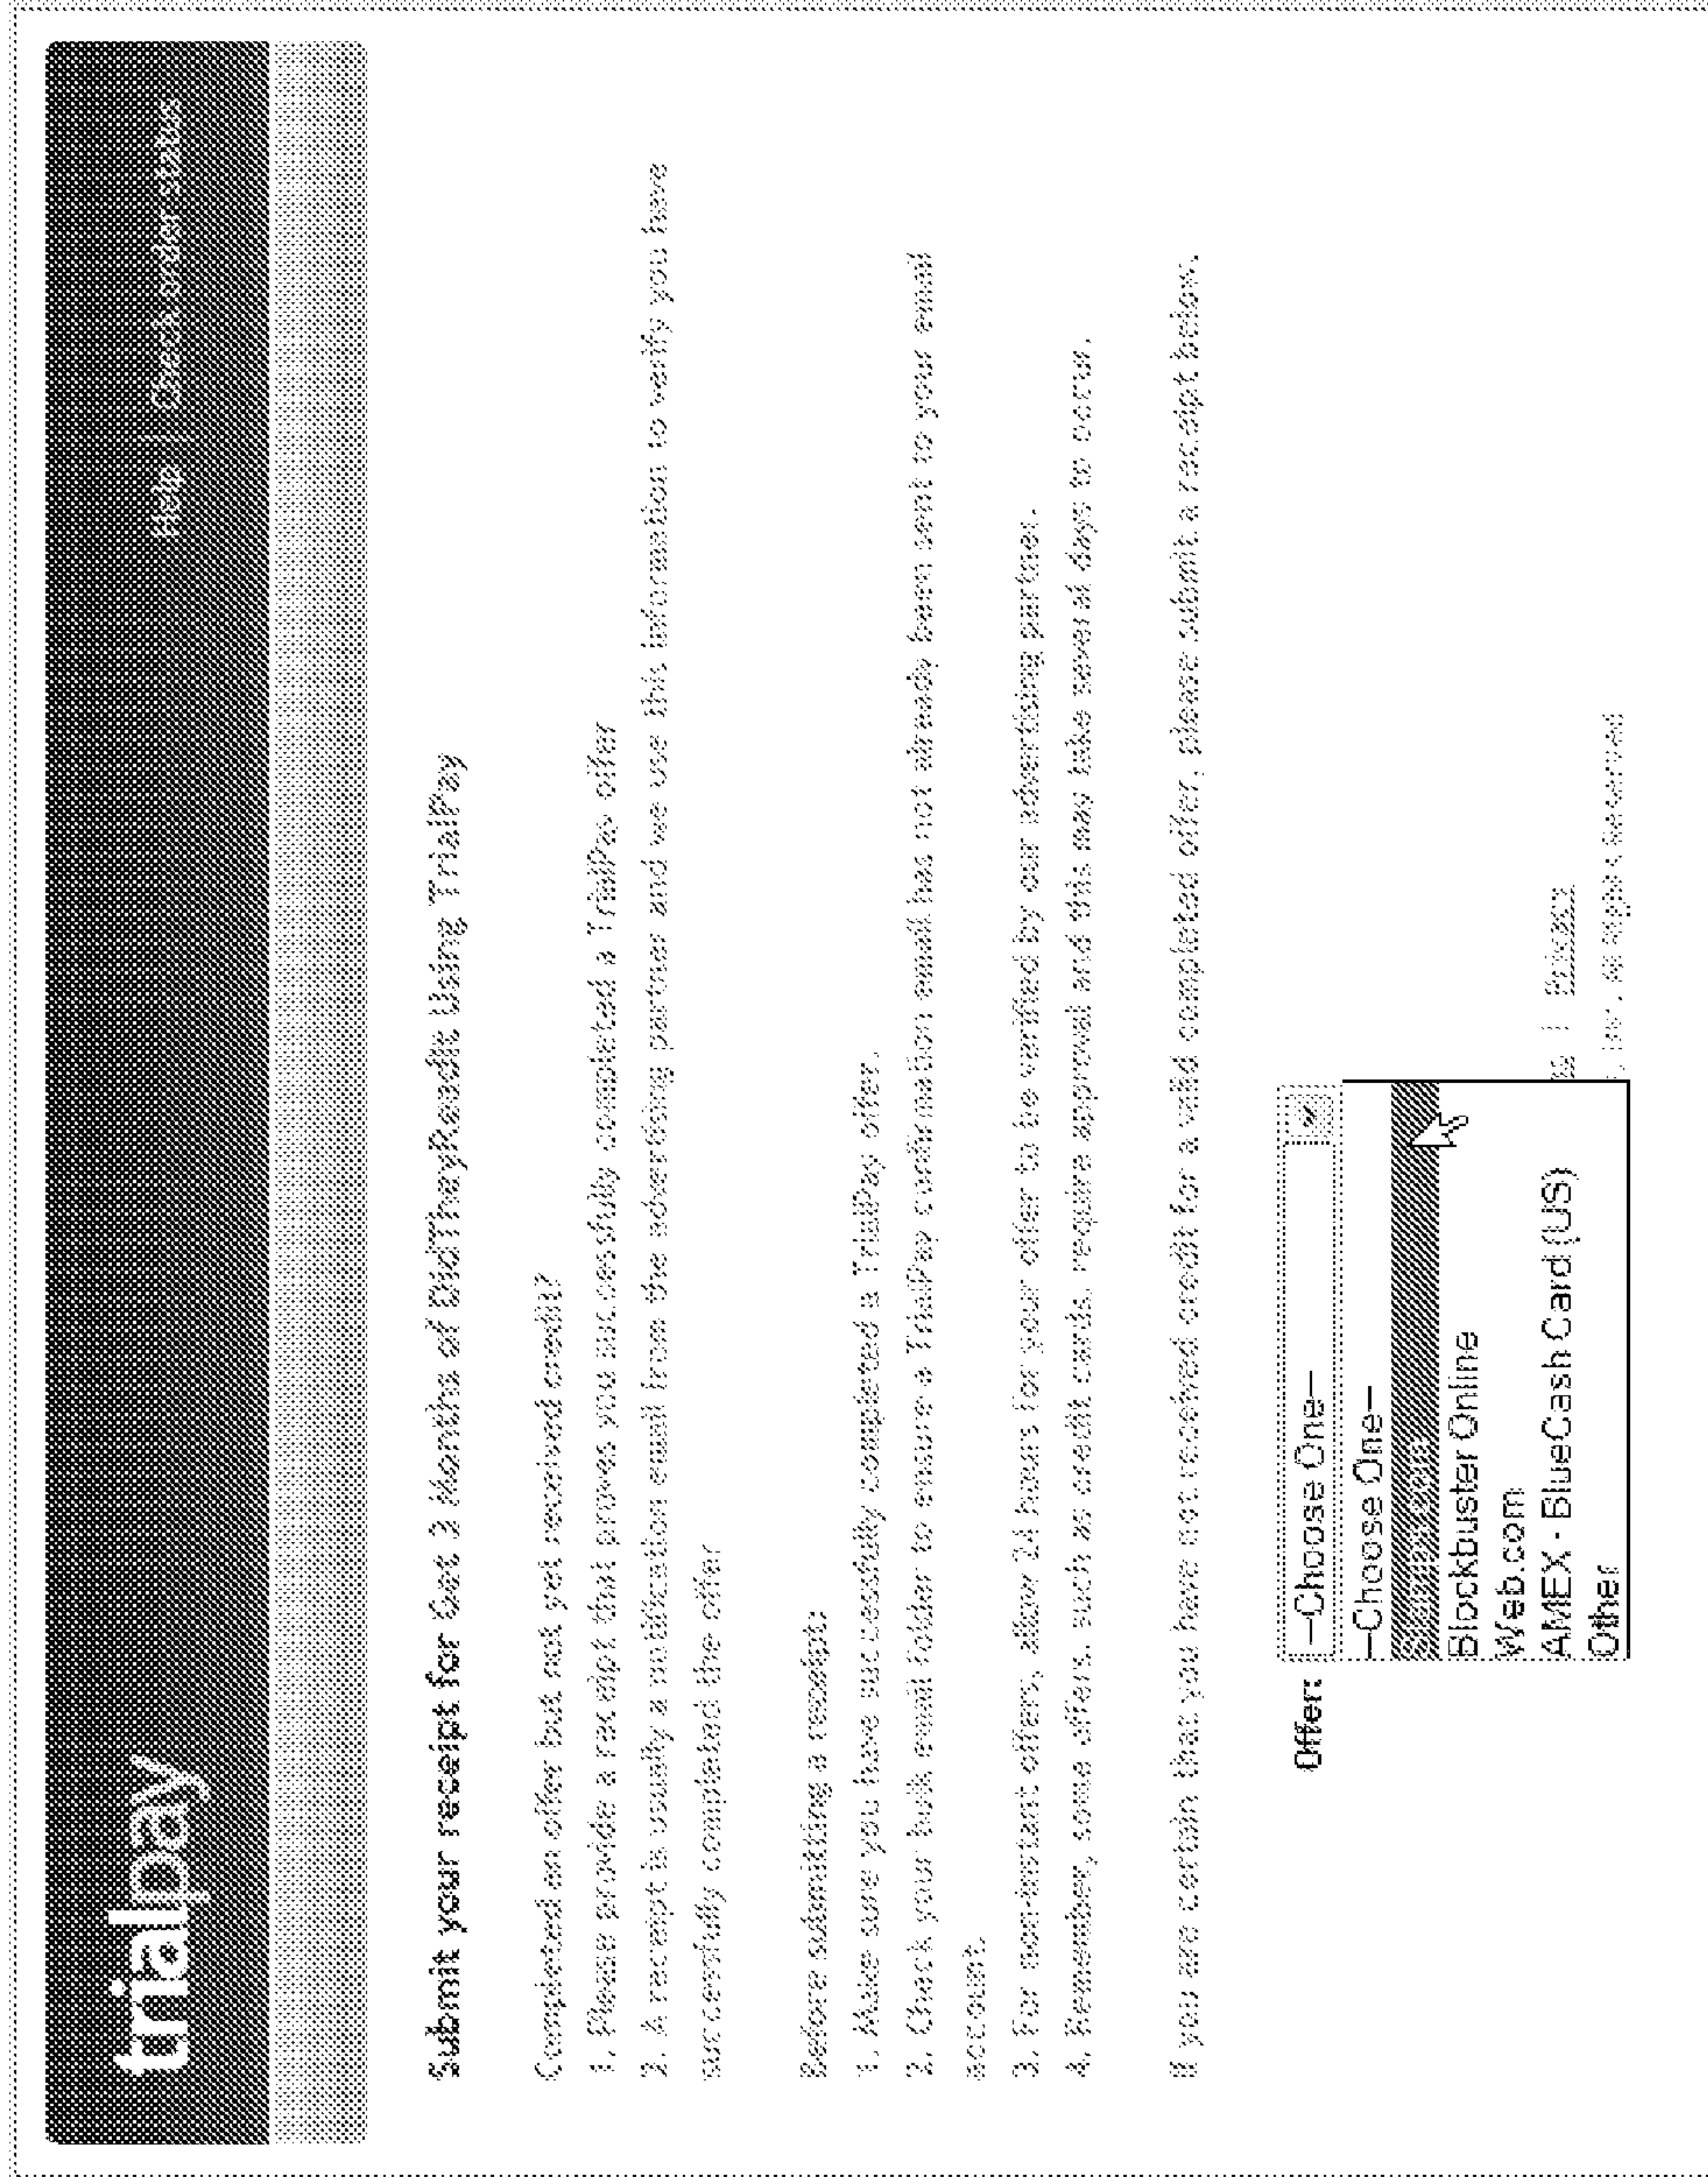 trialpay
Help | Check order status
Submit your receipt for Get 3 Months of DidTheyReadIt Using TrialPay
Completed an offer but not yet received credit?
1. Please provide a receipt that proves you successfully completed a TrialPay offer
2. A receipt is usually a notification email from the advertising partner and we use this information to verify you have
successfully completed the offer
Before submitting a receipt:
1. Make sure you have successfully completed a TrialPay offer.
2. Check your bulk email folder to ensure a TrialPay confirmation email has not already been sent to your email
account.
3. For non-instant offers, allow 24 hours for your offer to be verified by our advertising partner.
4. Remember, some offers, such as credit cards, require approval and this may take several days to occur.
If you are certain that you have not received credit for a valid completed offer, please submit a receipt below.
Offer: —Choose One—
—Choose One—
Stamps.com
Blockbuster Online
Web.com
AMEX - BlueCash Card (US)
Other
| Privacy
Inc. All Rights Reserved